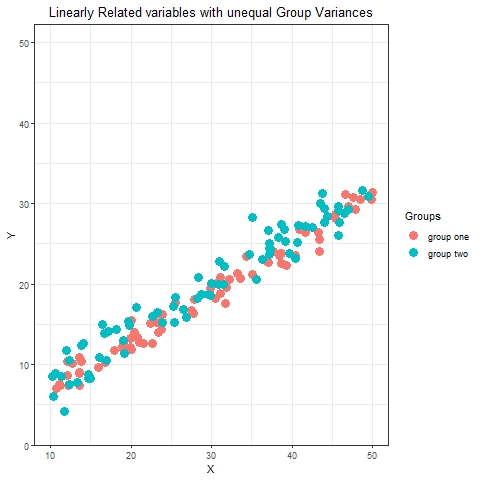 Linearly Related variables with unequal Group Variances
50
40
30
20
10
0
Y
10
20
30
40
50
X
Groups
group one
group two